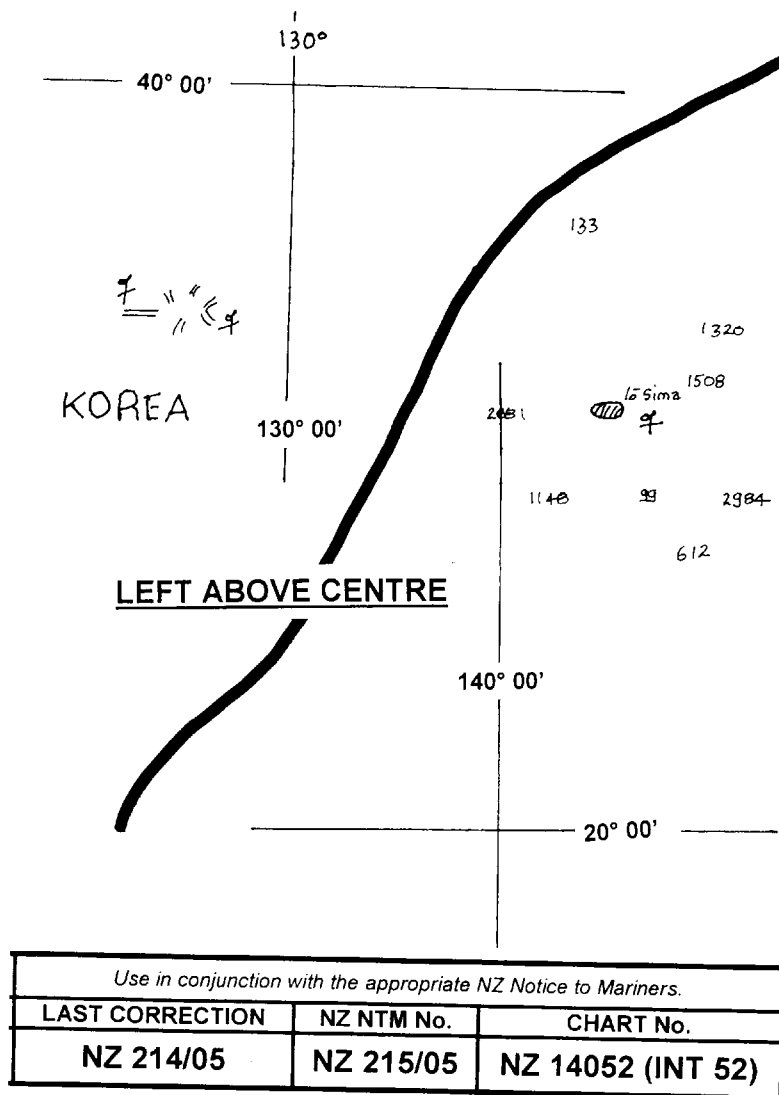 130°
40° 00'
133
1320
KOREA
Iō Sima
1508
130° 00'
2681
1148
99
2984
612
LEFT ABOVE CENTRE
140° 00'
20° 00'
Use in conjunction with the appropriate NZ Notice to Mariners.
LAST CORRECTION NZ NTM No. CHART No.
NZ 214/05 NZ 215/05 NZ 14052 (INT 52)